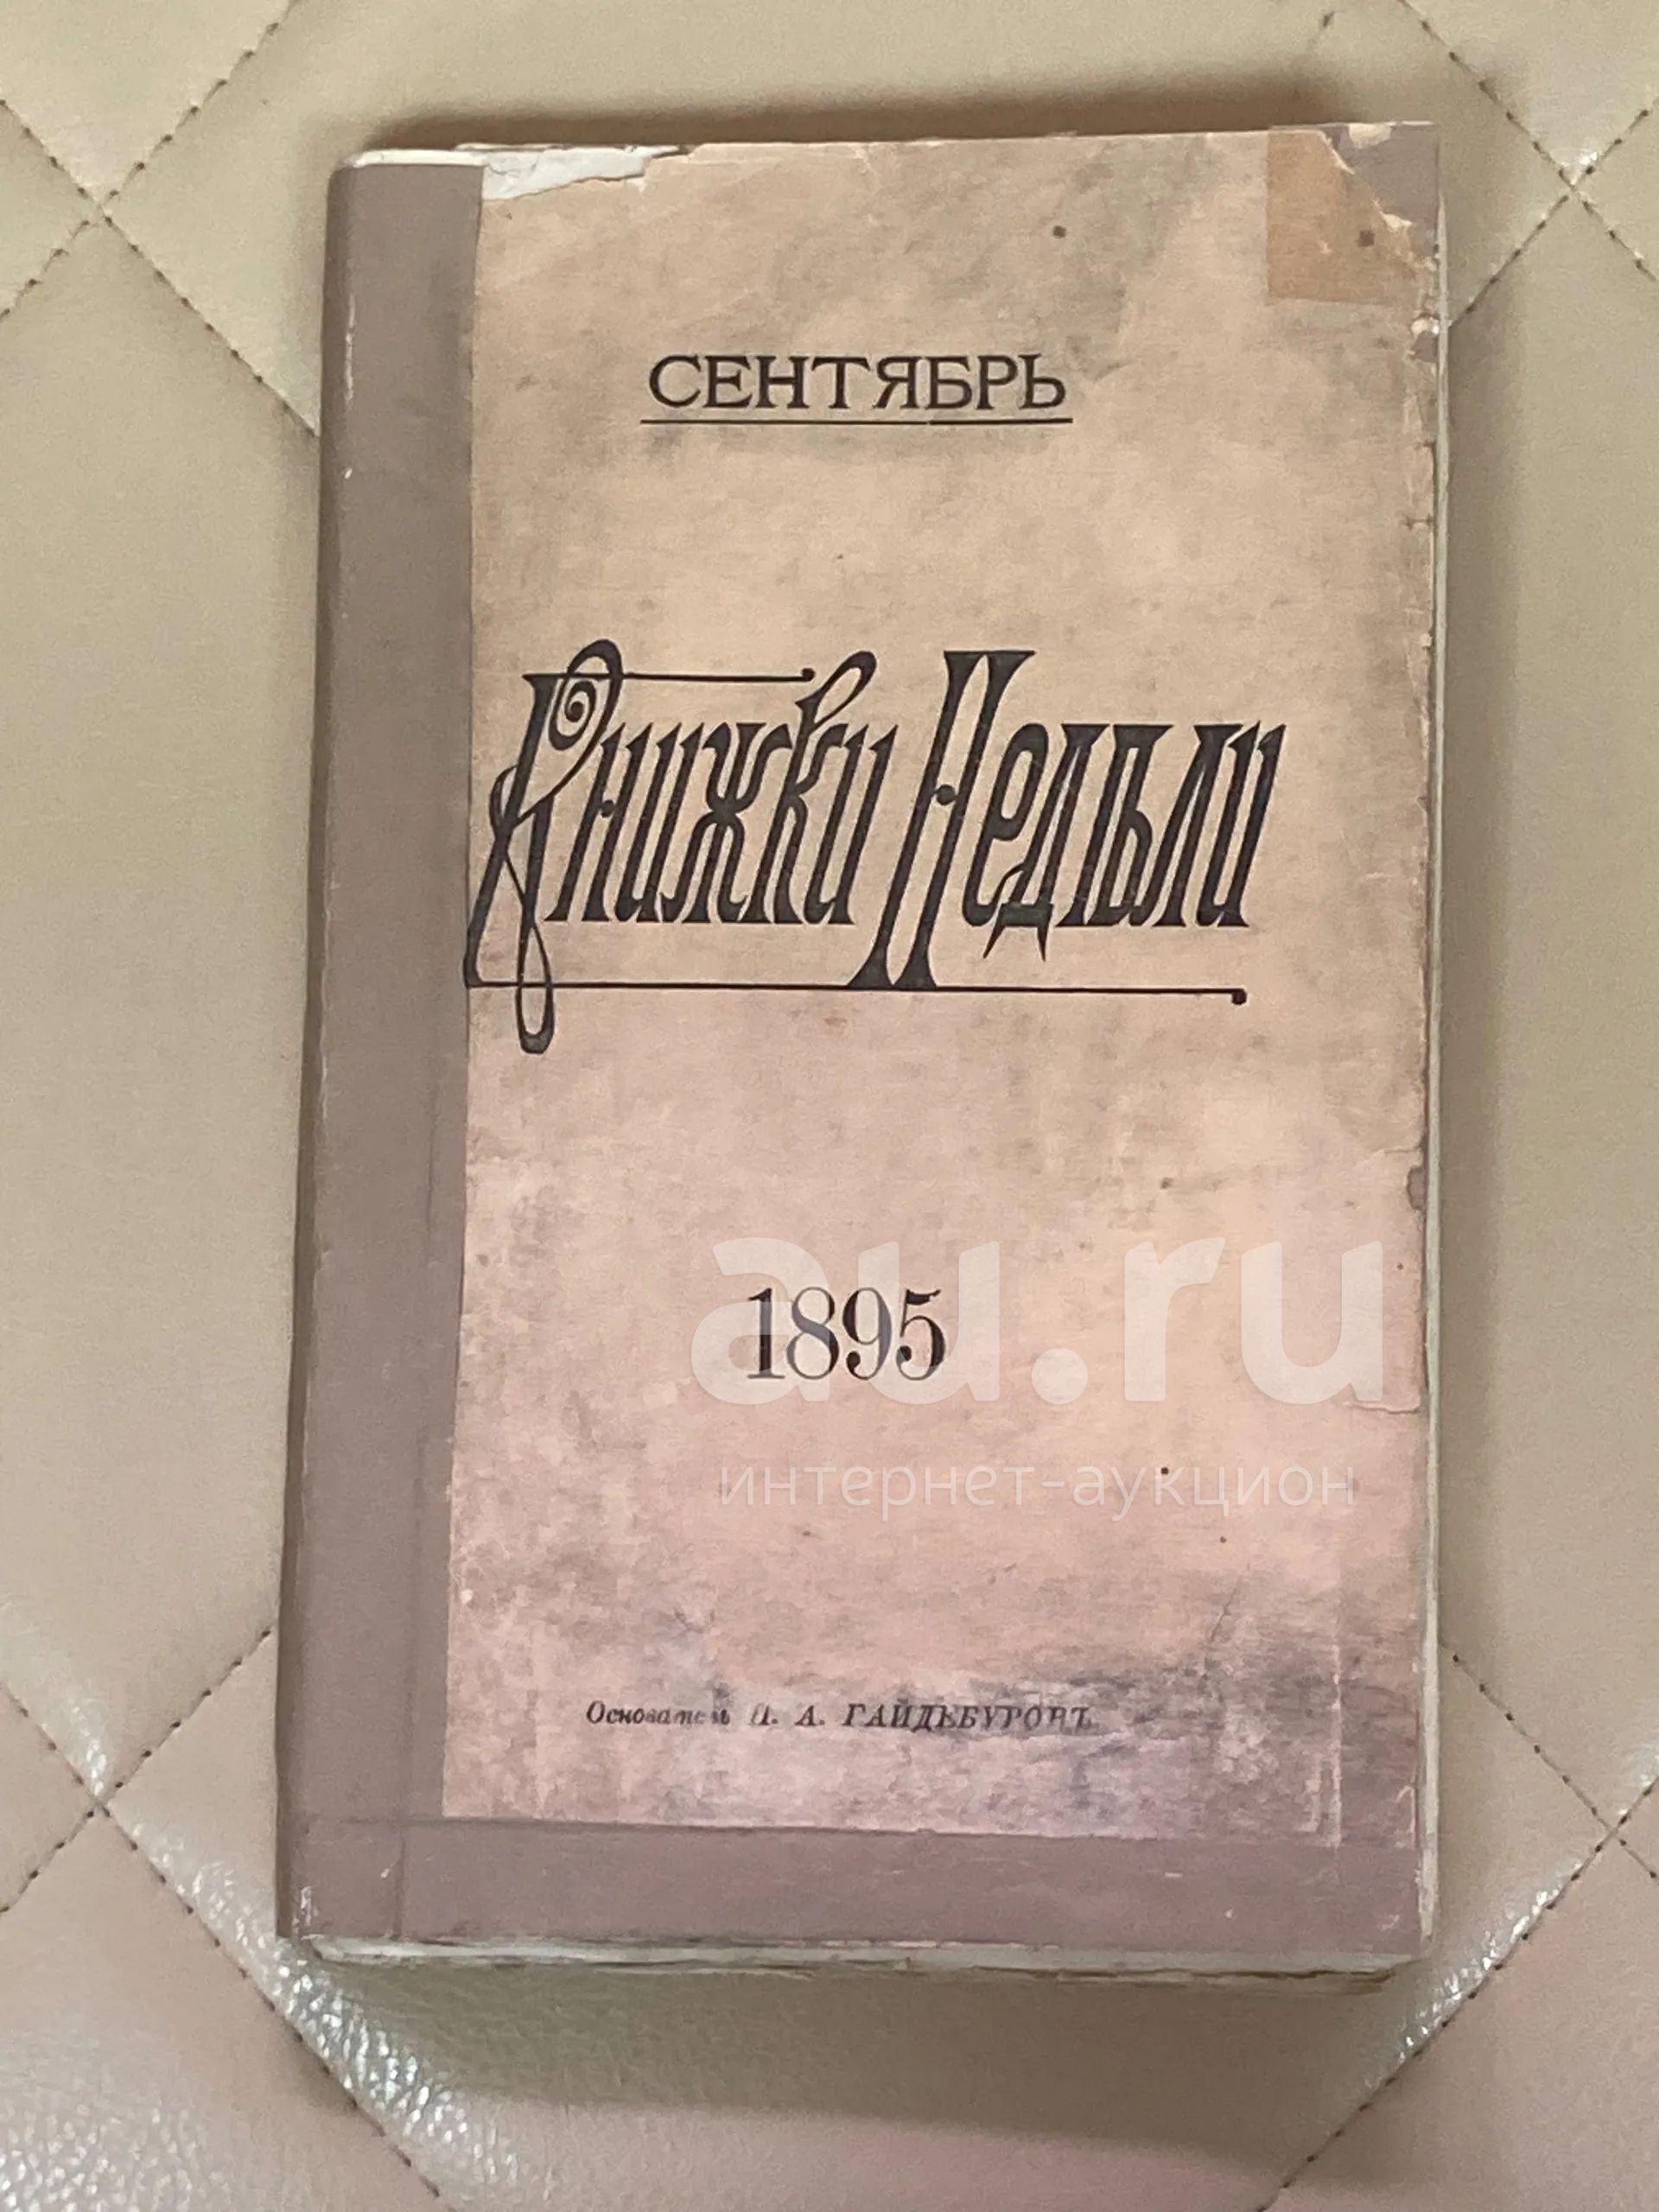 СЕНТЯБРЬ
Книжки Недѣли
1895
au.ru
интернет-аукцион
Основатель П. А. ГАЙДЕБУРОВЪ.